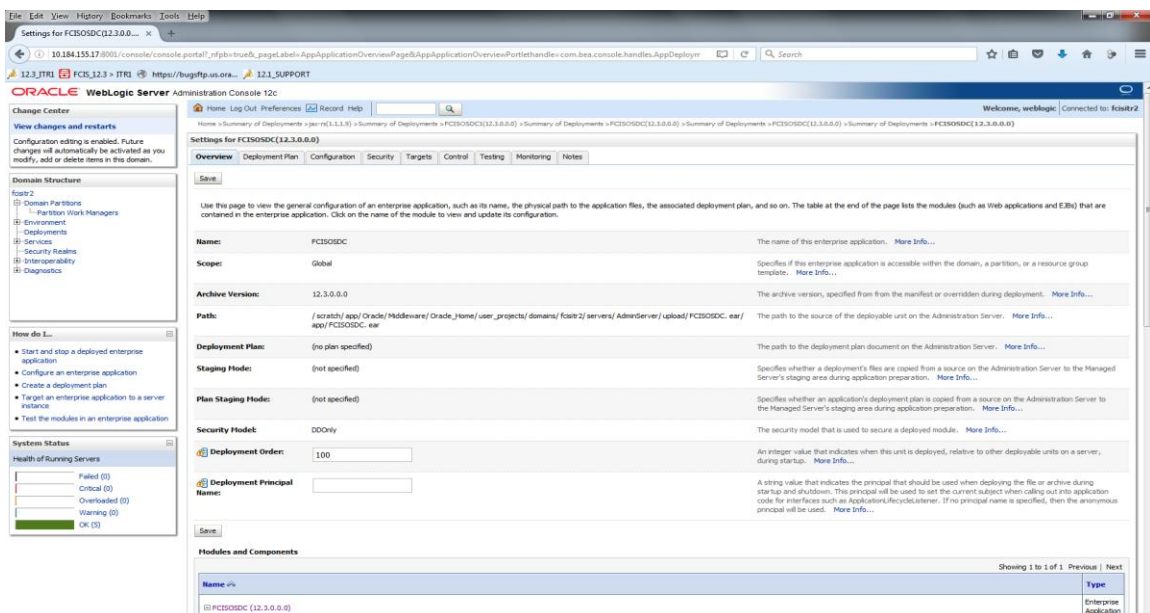 File Edit View History Bookmarks Tools Help
Settings for FCISOSDC(12.3.0.0....
10.184.155.17:8001/console/console.portal?_nfpb=true&_pageLabel=AppApplicationOverviewPage&AppApplicationOverviewPortlethandle=com.bea.console.handles.AppDeploym
Search
12.3_ITR1 FCIS_12.3 > ITR1 https://bugsftp.us.ora... 12.1_SUPPORT
ORACLE WebLogic Server Administration Console 12c
Change Center
View changes and restarts
Configuration editing is enabled. Future
changes will automatically be activated as you
modify, add or delete items in this domain.
Domain Structure
fcisitr2
Domain Partitions
Partition Work Managers
Environment
Deployments
Services
Security Realms
Interoperability
Diagnostics
How do I...
Start and stop a deployed enterprise
application
Configure an enterprise application
Create a deployment plan
Target an enterprise application to a server
instance
Test the modules in an enterprise application
System Status
Health of Running Servers
Failed (0)
Critical (0)
Overloaded (0)
Warning (0)
OK (5)
Home Log Out Preferences Record Help
Welcome, weblogic Connected to: fcisitr2
Home >Summary of Deployments >jax-rs(1.1.1.9) >Summary of Deployments >FCISOSDCS(12.3.0.0.0) >Summary of Deployments >FCISOSDC(12.3.0.0.0) >Summary of Deployments >FCISOSDC(12.3.0.0.0) >Summary of Deployments >FCISOSDC(12.3.0.0.0)
Settings for FCISOSDC(12.3.0.0.0)
Overview Deployment Plan Configuration Security Targets Control Testing Monitoring Notes
Save
Use this page to view the general configuration of an enterprise application, such as its name, the physical path to the application files, the associated deployment plan, and so on. The table at the end of the page lists the modules (such as Web applications and EJBs) that are
contained in the enterprise application. Click on the name of the module to view and update its configuration.
Name: FCISOSDC The name of this enterprise application. More Info...
Scope: Global Specifies if this enterprise application is accessible within the domain, a partition, or a resource group
template. More Info...
Archive Version: 12.3.0.0.0 The archive version, specified from from the manifest or overridden during deployment. More Info...
Path: / scratch/ app/ Oracle/ Middleware/ Oracle_Home/ user_projects/ domains/ fcisitr2/ servers/ AdminServer/ upload/ FCISOSDC. ear/ The path to the source of the deployable unit on the Administration Server. More Info...
app/ FCISOSDC. ear
Deployment Plan: (no plan specified) The path to the deployment plan document on the Administration Server. More Info...
Staging Mode: (not specified) Specifies whether a deployment's files are copied from a source on the Administration Server to the Managed
Server's staging area during application preparation. More Info...
Plan Staging Mode: (not specified) Specifies whether an application's deployment plan is copied from a source on the Administration Server to
the Managed Server's staging area during application preparation. More Info...
Security Model: DDOnly The security model that is used to secure a deployed module. More Info...
Deployment Order: 100 An integer value that indicates when this unit is deployed, relative to other deployable units on a server,
during startup. More Info...
Deployment Principal
Name:
A string value that indicates the principal that should be used when deploying the file or archive during
startup and shutdown. This principal will be used to set the current subject when calling out into application
code for interfaces such as ApplicationLifecycleListener. If no principal name is specified, then the anonymous
principal will be used. More Info...
Save
Modules and Components
Showing 1 to 1 of 1 Previous | Next
Name Type
FCISOSDC (12.3.0.0.0) Enterprise
Application